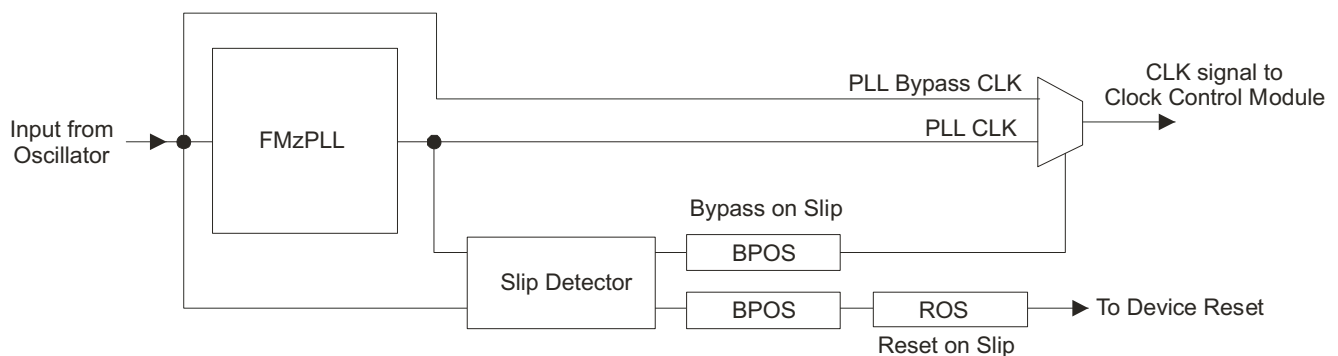 Input from
Oscillator
FMzPLL
PLL Bypass CLK
PLL CLK
CLK signal to
Clock Control Module
Bypass on Slip
BPOS
Slip Detector
BPOS
ROS
To Device Reset
Reset on Slip